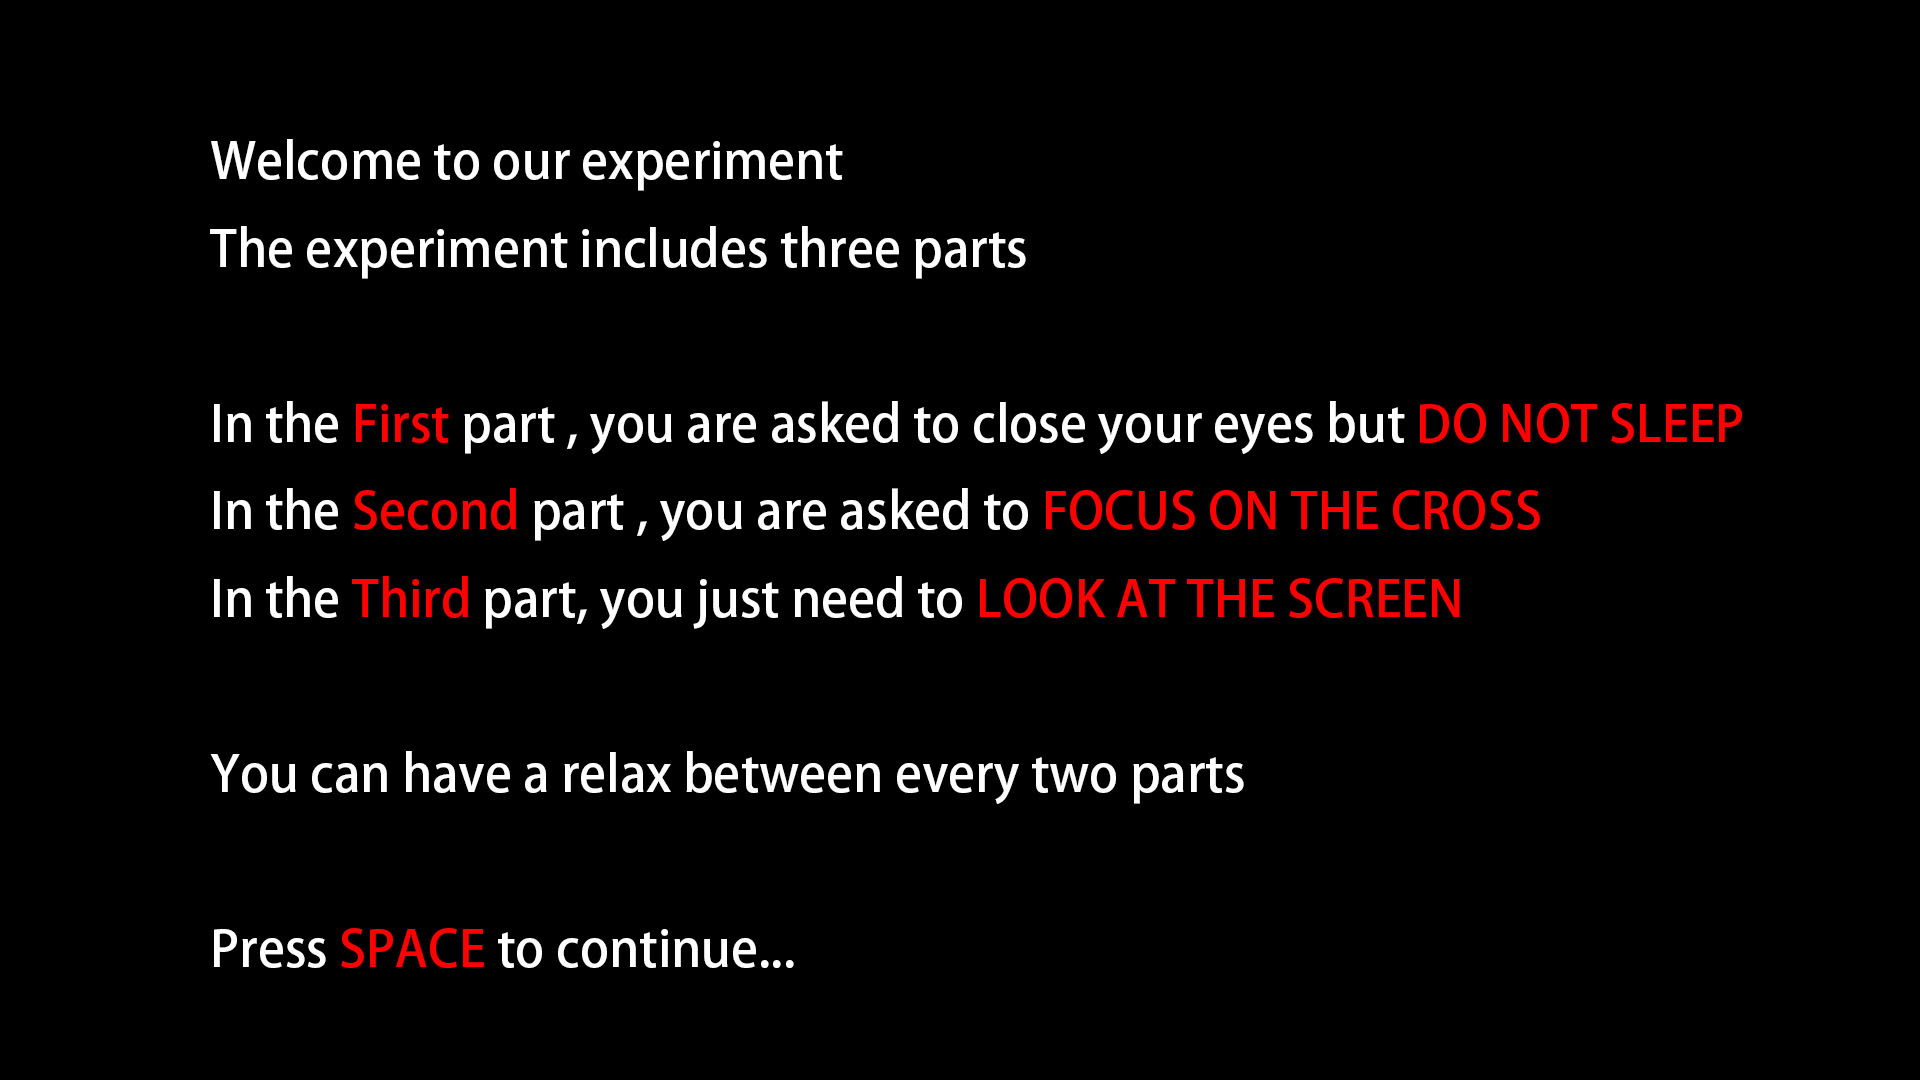 Welcome to our experiment
The experiment includes three parts
In the First part , you are asked to close your eyes but DO NOT SLEEP
In the Second part , you are asked to FOCUS ON THE CROSS
In the Third part, you just need to LOOK AT THE SCREEN
You can have a relax between every two parts
Press SPACE to continue...